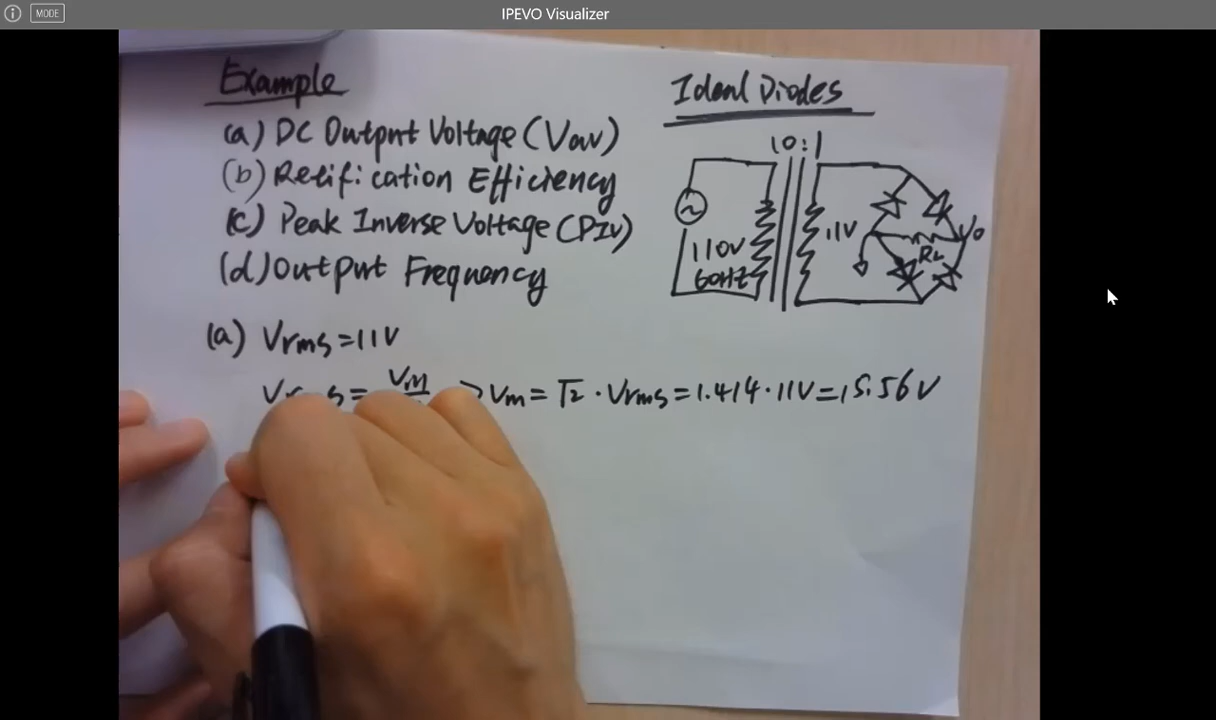 MODE
IPEVO Visualizer
Example
(a) DC Output Voltage (Vav)
(b) Retification Efficiency
(c) Peak Inverse Voltage (PIV)
(d) Output Frequency
Ideal Diodes
10:1
110V
60HZ
11V
RL
Vo
(a) Vrms = 11V
Vm
Vm = √2 · Vrms = 1.414 · 11V = 15.56V